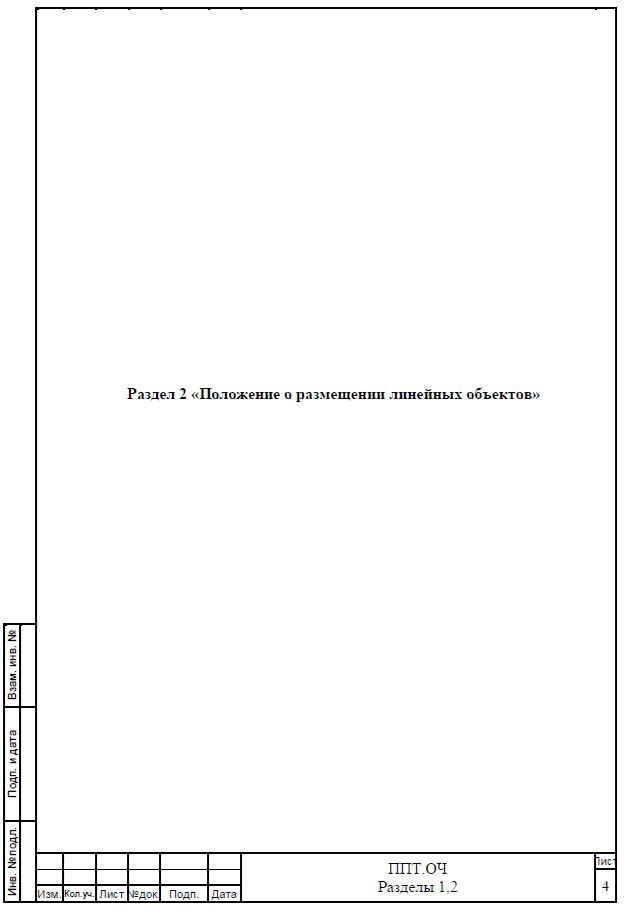 Раздел 2 «Положение о размещении линейных объектов»
Взам. инв. №
Подп. и дата
Инв. №подл.
ППТ.ОЧ
Разделы 1,2
Лист
4
Изм. Кол.уч. Лист №док. Подп. Дата